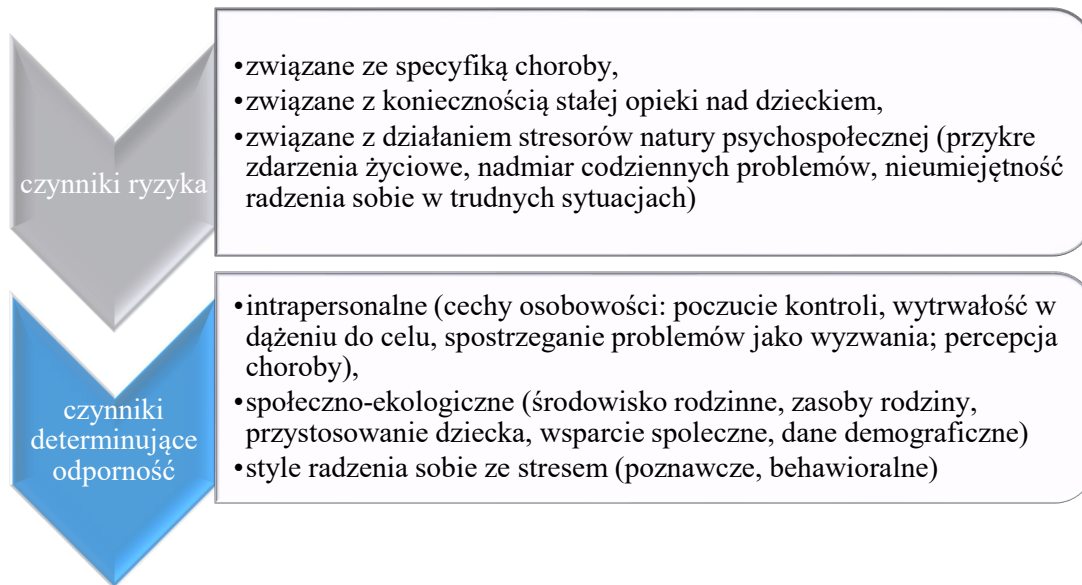 czynniki ryzyka
•związane ze specyfiką choroby,
•związane z koniecznością stałej opieki nad dzieckiem,
•związane z działaniem stresorów natury psychospołecznej (przykre
zdarzenia życiowe, nadmiar codziennych problemów, nieumiejętność
radzenia sobie w trudnych sytuacjach)
czynniki
determinujące
odporność
•intrapersonalne (cechy osobowości: poczucie kontroli, wytrwałość w
dążeniu do celu, spostrzeganie problemów jako wyzwania; percepcja
choroby),
•społeczno-ekologiczne (środowisko rodzinne, zasoby rodziny,
przystosowanie dziecka, wsparcie spoleczne, dane demograficzne)
•style radzenia sobie ze stresem (poznawcze, behawioralne)